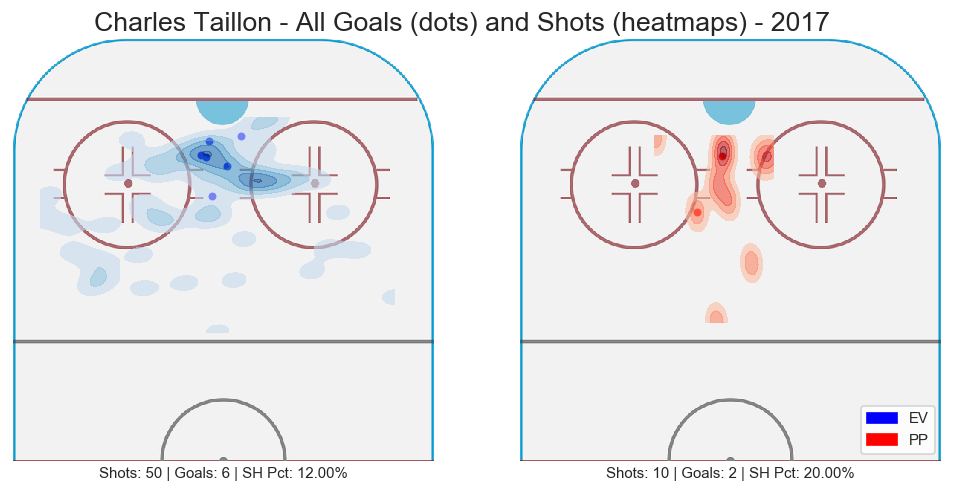 Charles Taillon - All Goals (dots) and Shots (heatmaps) - 2017
EV
PP
Shots: 50 | Goals: 6 | SH Pct: 12.00%
Shots: 10 | Goals: 2 | SH Pct: 20.00%